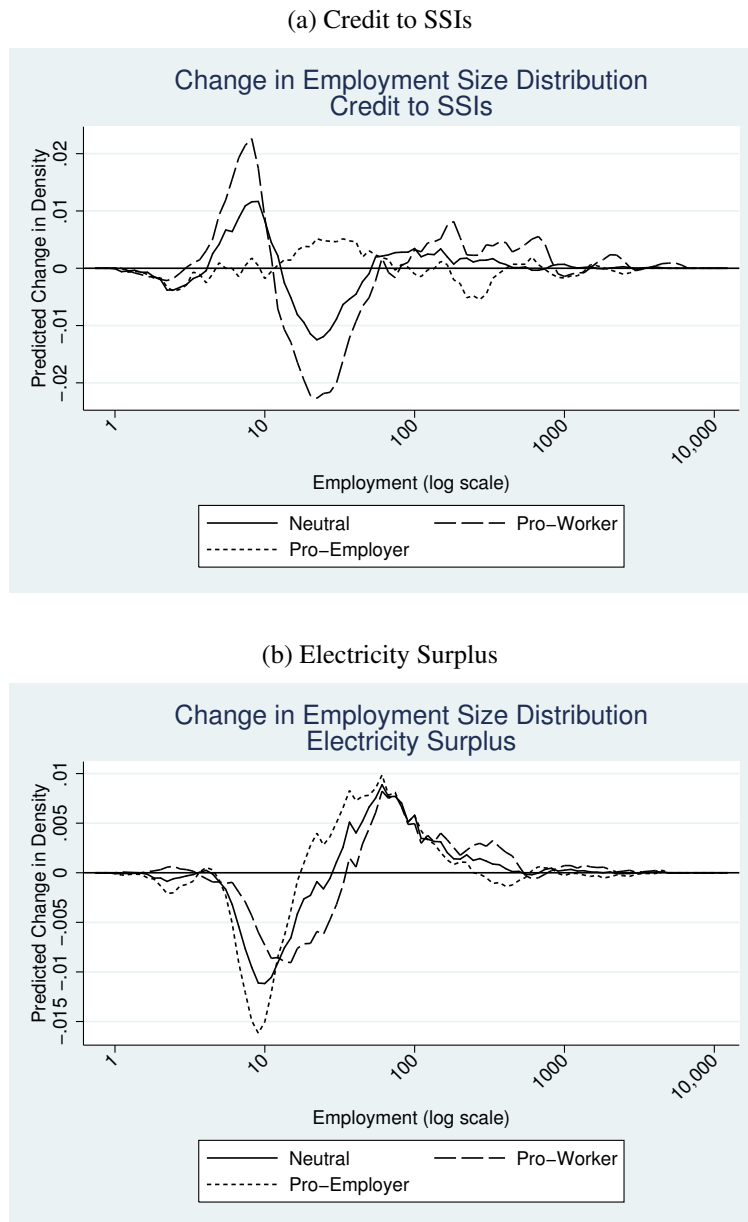 (a) Credit to SSIs
Change in Employment Size Distribution
Credit to SSIs
Predicted Change in Density
.02
.01
0
−.01
−.02
1
10
100
1000
10,000
Employment (log scale)
Neutral
Pro−Worker
Pro−Employer
(b) Electricity Surplus
Change in Employment Size Distribution
Electricity Surplus
Predicted Change in Density
.01
.005
0
−.005
−.01
−.015
1
10
100
1000
10,000
Employment (log scale)
Neutral
Pro−Worker
Pro−Employer